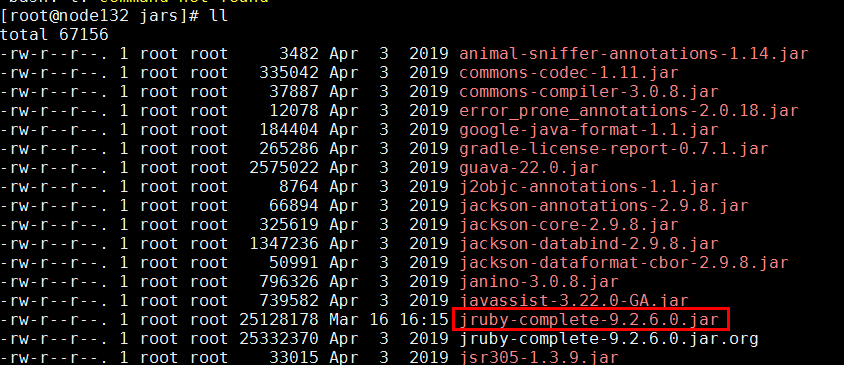 [root@node132 jars]# ll
total 67156
-rw-r--r--. 1 root root     3482 Apr  3  2019 animal-sniffer-annotations-1.14.jar
-rw-r--r--. 1 root root   335042 Apr  3  2019 commons-codec-1.11.jar
-rw-r--r--. 1 root root    37887 Apr  3  2019 commons-compiler-3.0.8.jar
-rw-r--r--. 1 root root    12078 Apr  3  2019 error_prone_annotations-2.0.18.jar
-rw-r--r--. 1 root root   184404 Apr  3  2019 google-java-format-1.1.jar
-rw-r--r--. 1 root root   265286 Apr  3  2019 gradle-license-report-0.7.1.jar
-rw-r--r--. 1 root root  2575022 Apr  3  2019 guava-22.0.jar
-rw-r--r--. 1 root root     8764 Apr  3  2019 j2objc-annotations-1.1.jar
-rw-r--r--. 1 root root    66894 Apr  3  2019 jackson-annotations-2.9.8.jar
-rw-r--r--. 1 root root   325619 Apr  3  2019 jackson-core-2.9.8.jar
-rw-r--r--. 1 root root  1347236 Apr  3  2019 jackson-databind-2.9.8.jar
-rw-r--r--. 1 root root    50991 Apr  3  2019 jackson-dataformat-cbor-2.9.8.jar
-rw-r--r--. 1 root root   796326 Apr  3  2019 janino-3.0.8.jar
-rw-r--r--. 1 root root   739582 Apr  3  2019 javassist-3.22.0-GA.jar
-rw-r--r--. 1 root root 25128178 Mar 16 16:15 jruby-complete-9.2.6.0.jar
-rw-r--r--. 1 root root 25332370 Apr  3  2019 jruby-complete-9.2.6.0.jar.org
-rw-r--r--. 1 root root    33015 Apr  3  2019 jsr305-1.3.9.jar